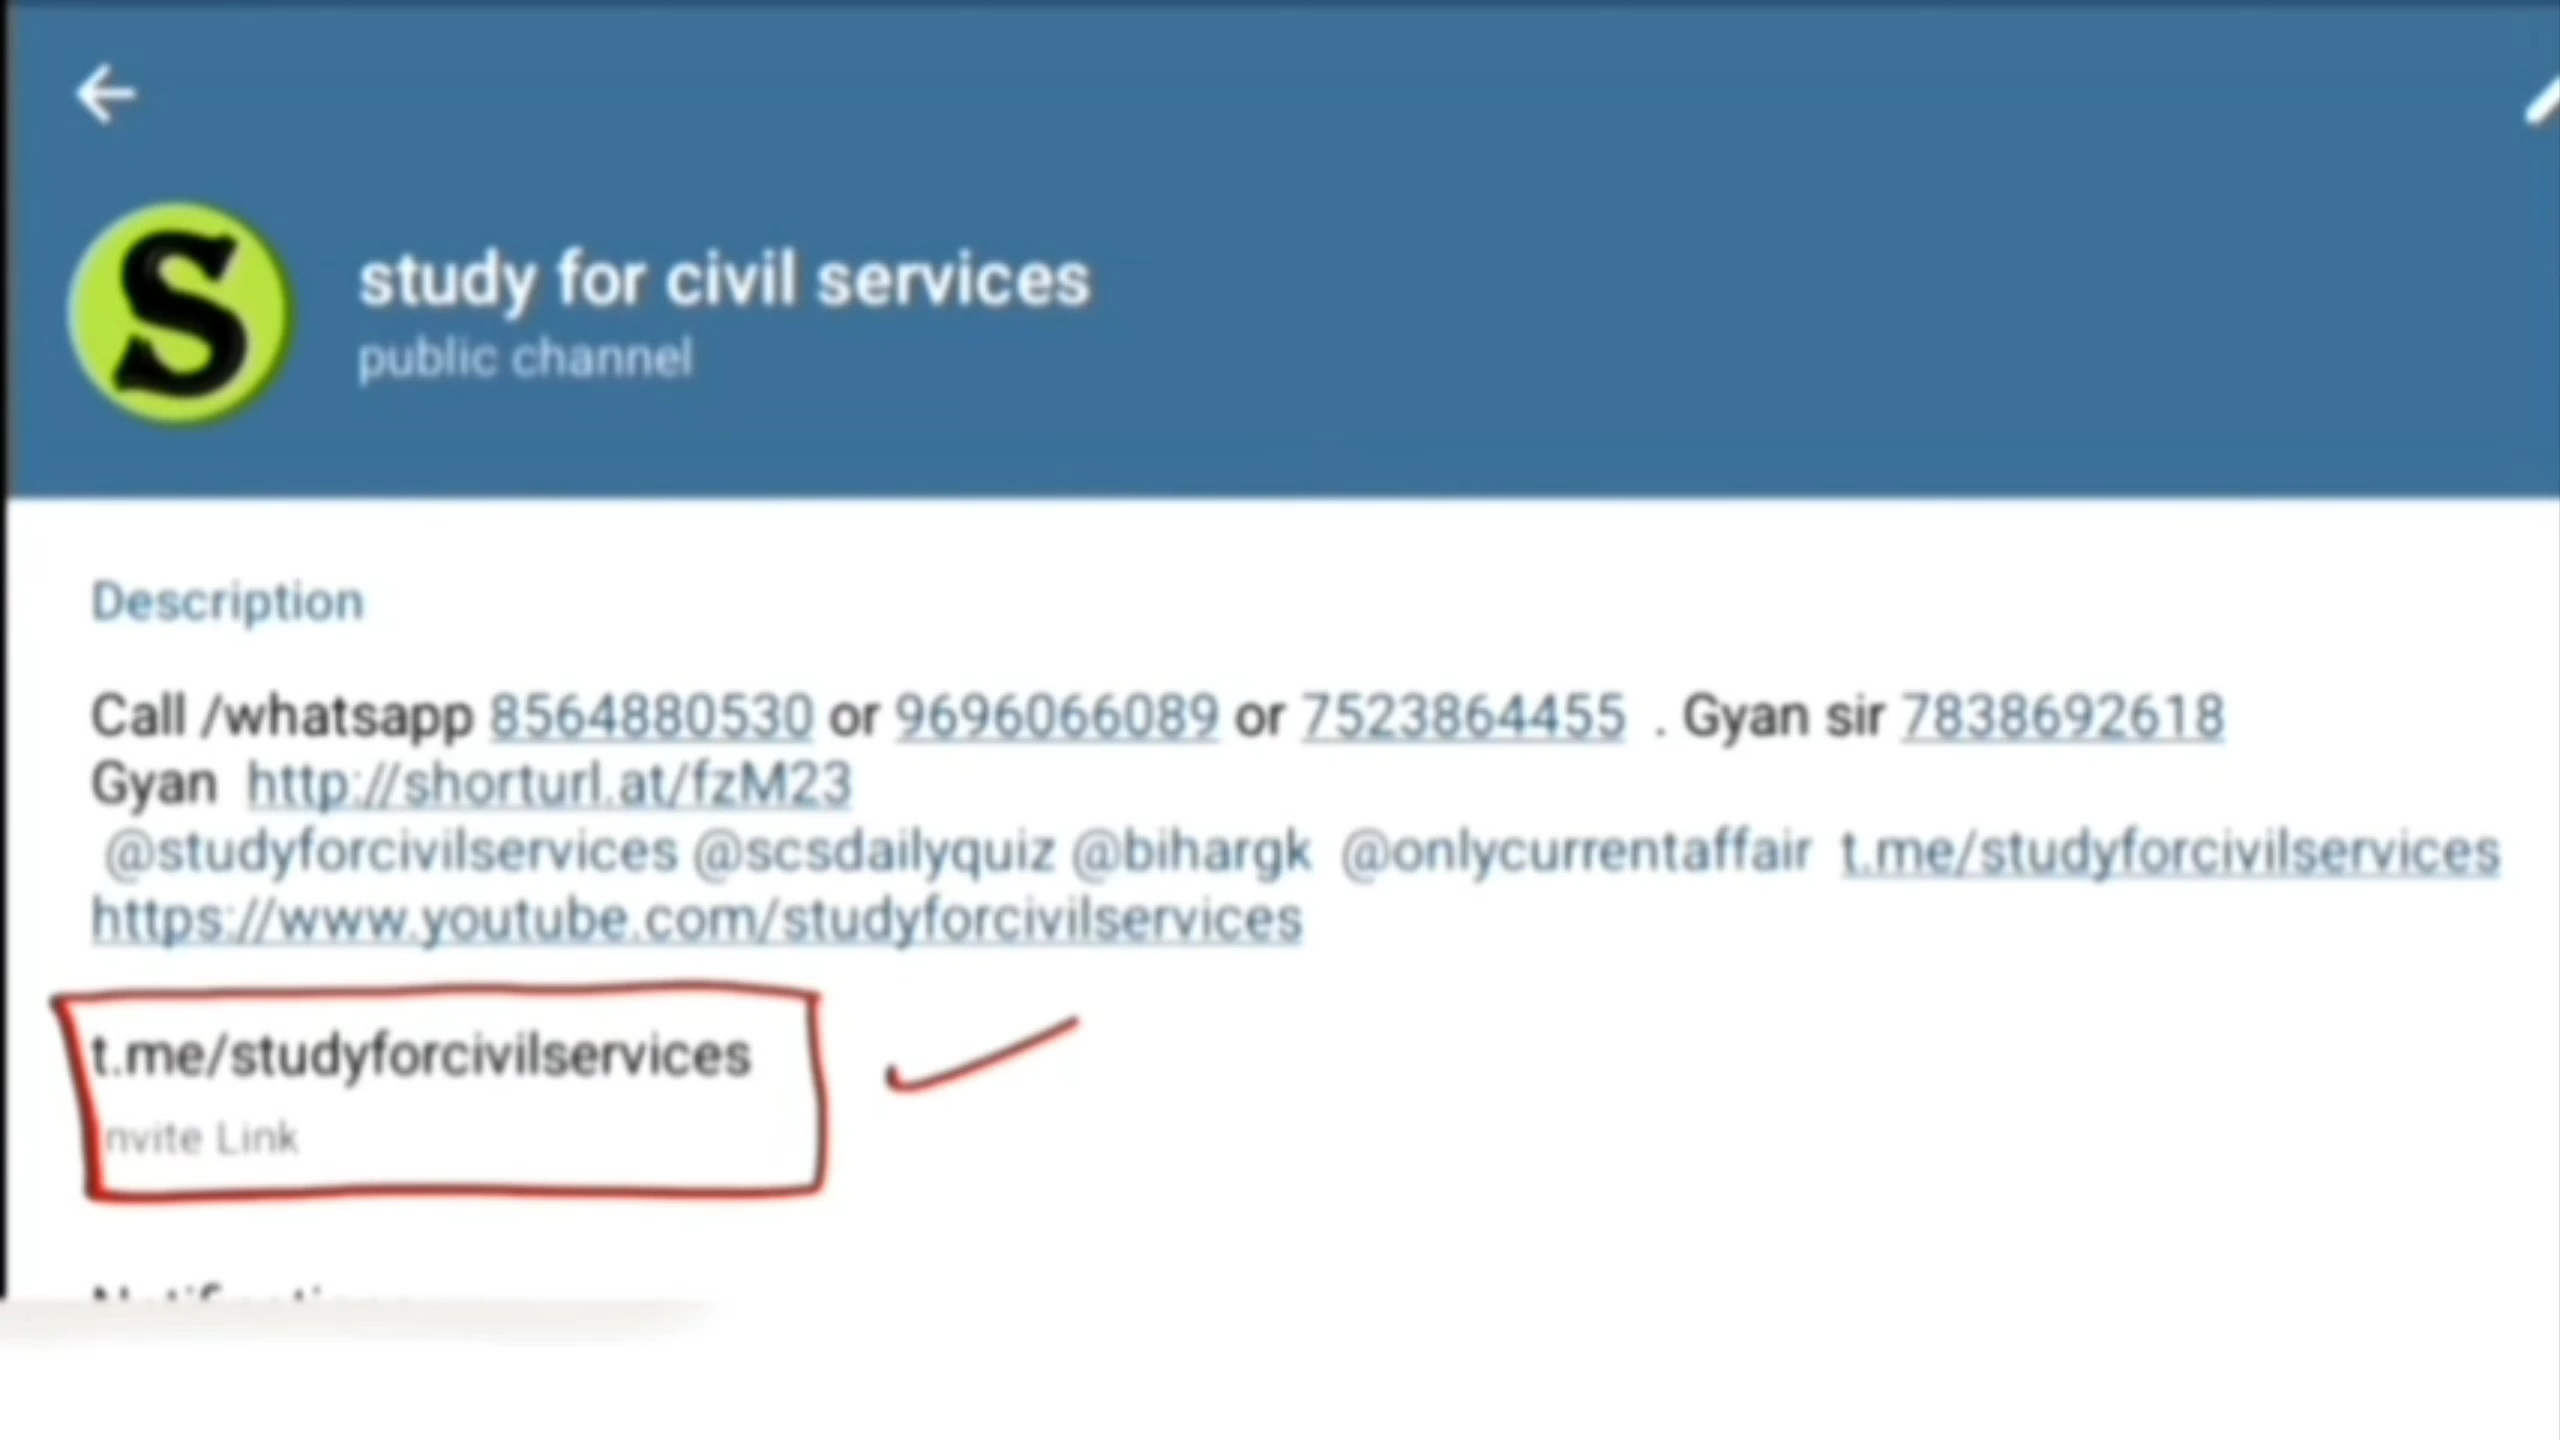 S
study for civil services
public channel
Description
Call /whatsapp 8564880530 or 9696066089 or 7523864455 . Gyan sir 7838692618
Gyan http://shorturl.at/fzM23
@studyforcivilservices @scsdailyquiz @bihargk @onlycurrentaffair t.me/studyforcivilservices
https://www.youtube.com/studyforcivilservices
t.me/studyforcivilservices
nvite Link